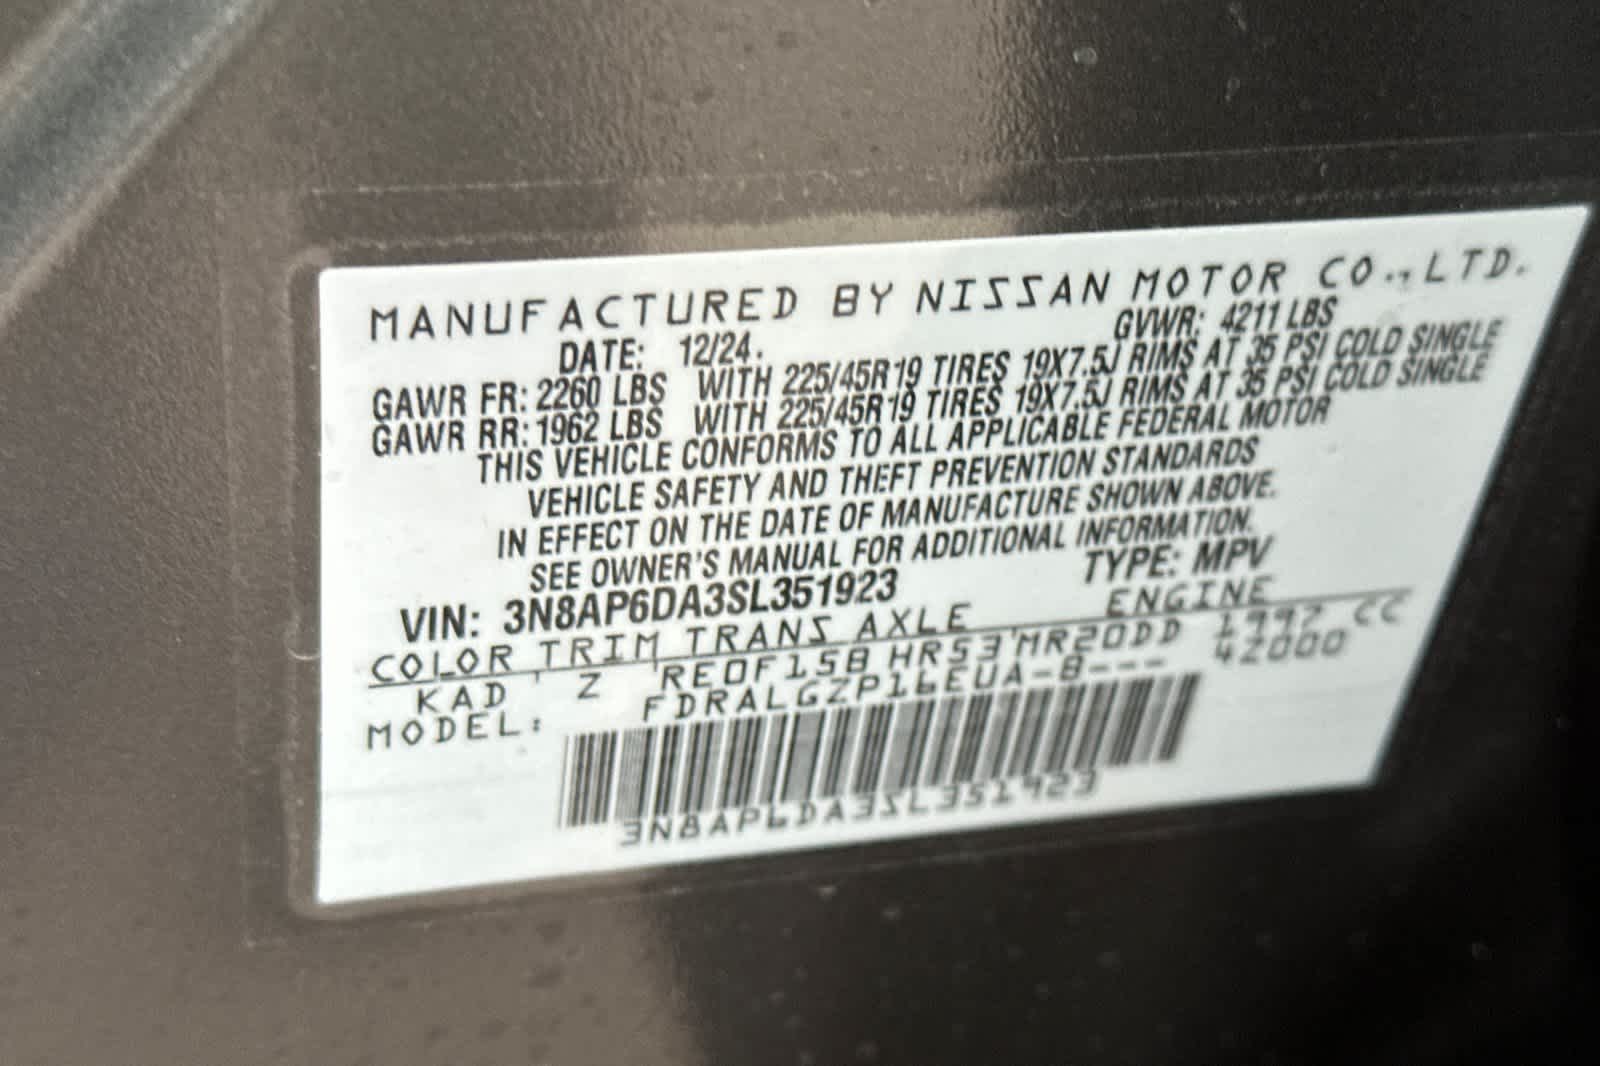 MANUFACTURED BY NISSAN MOTOR CO., LTD.
DATE: 12/24. GVWR: 4211 LBS
GAWR FR: 2260 LBS WITH 225/45R19 TIRES 19X7.5J RIMS AT 35 PSI COLD SINGLE
GAWR RR: 1962 LBS WITH 225/45R19 TIRES 19X7.5J RIMS AT 35 PSI COLD SINGLE
THIS VEHICLE CONFORMS TO ALL APPLICABLE FEDERAL MOTOR
VEHICLE SAFETY AND THEFT PREVENTION STANDARDS
IN EFFECT ON THE DATE OF MANUFACTURE SHOWN ABOVE.
SEE OWNER'S MANUAL FOR ADDITIONAL INFORMATION.
VIN: 3N8AP6DA3SL351923 TYPE: MPV
COLOR TRIM TRANS AXLE ENGINE
KAD Z RE0F15B HR53 MR20DD 1997 CC
MODEL: FDRALGZP16EUA-B--- 42000
3N8AP6DA3SL351923